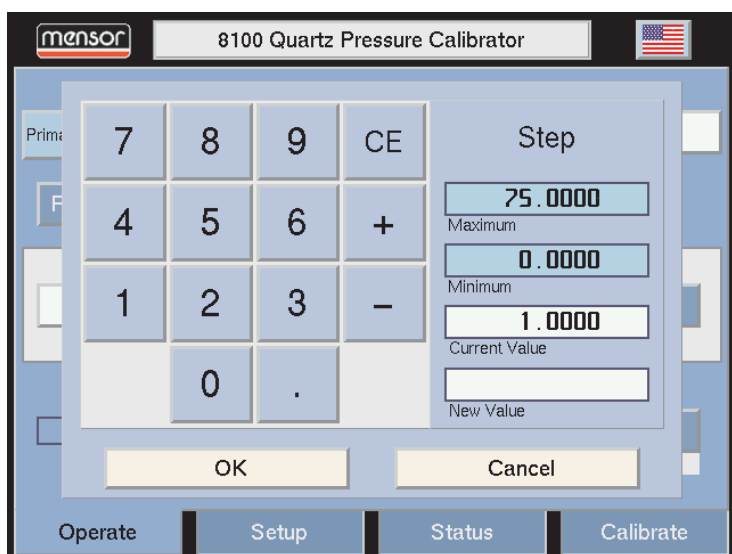 mensor
8100 Quartz Pressure Calibrator
Prima
F
7 8 9 CE
4 5 6 +
1 2 3 −
0 .
Step
75.0000
Maximum
0.0000
Minimum
1.0000
Current Value
New Value
OK Cancel
Operate Setup Status Calibrate